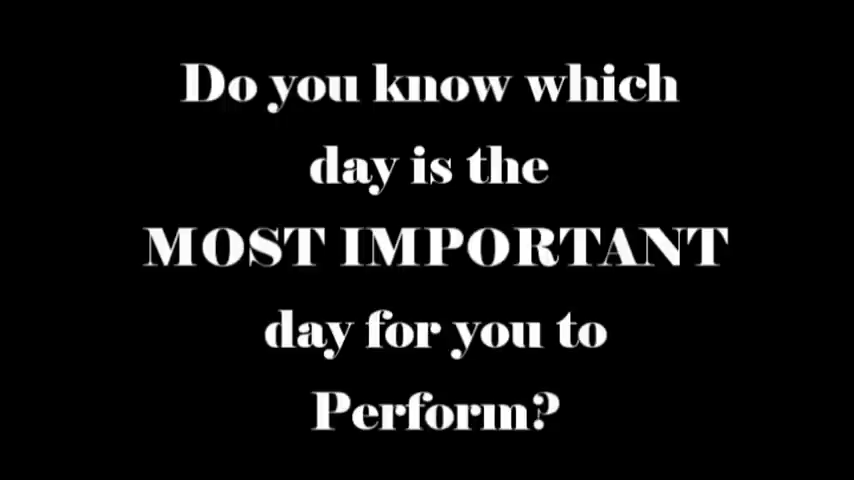 Do you know which
day is the
MOST IMPORTANT
day for you to
Perform?